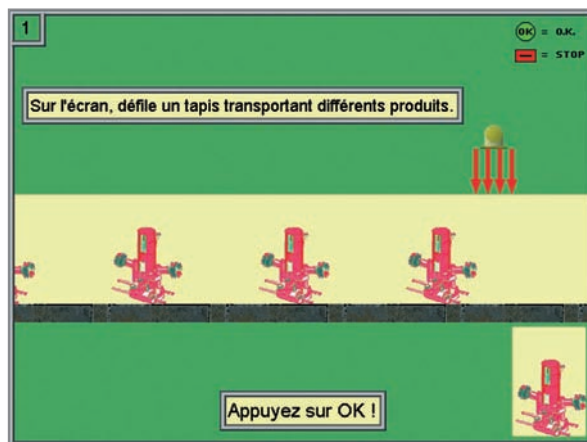 1
OK = O.K.
= STOP
Sur l'écran, défile un tapis transportant différents produits.
Appuyez sur OK !